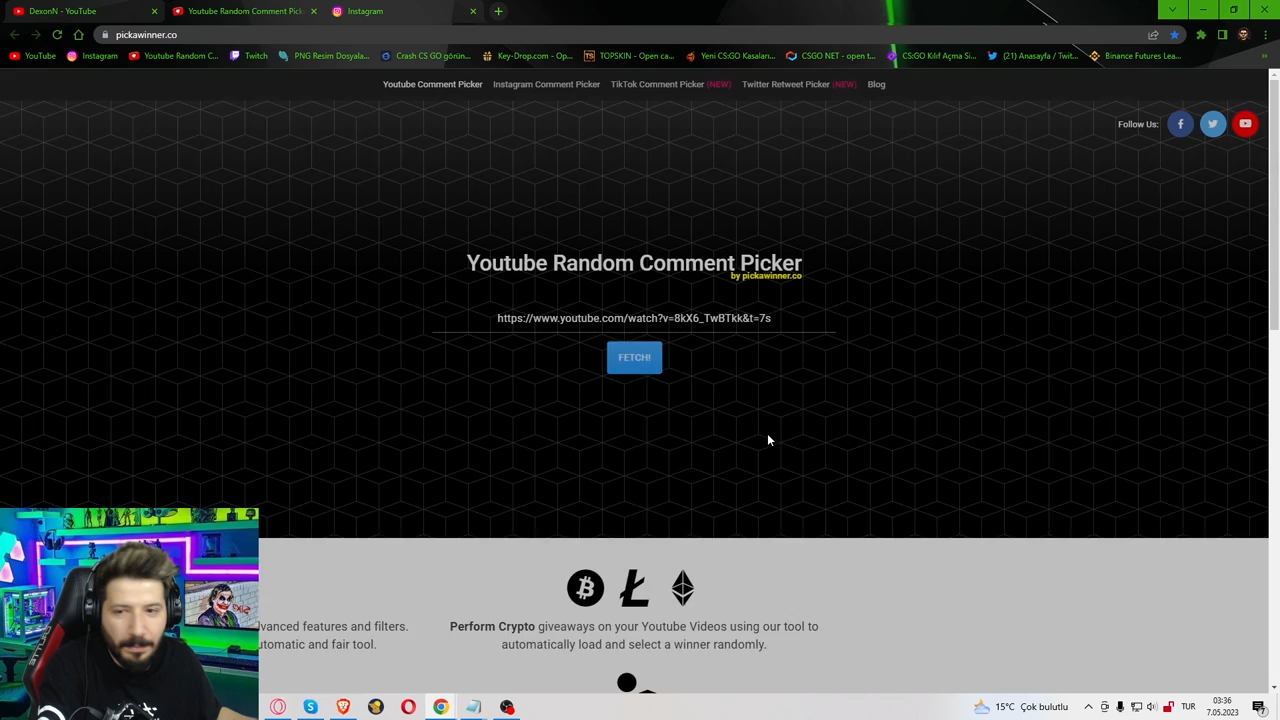 DexonN - YouTube
Youtube Random Comment Pick
Instagram
pickawinner.co
YouTube
Instagram
Youtube Random C...
Twitch
PNG Resim Dosyala...
Crash CS GO görün...
Key-Drop.com - Op...
TOPSKIN - Open ca...
Yeni CS:GO Kasaları...
CSGO NET - open t...
CS:GO Kılıf Açma Si...
(21) Anasayfa / Twit...
Binance Futures Lea...
Youtube Comment Picker
Instagram Comment Picker
TikTok Comment Picker (NEW)
Twitter Retweet Picker (NEW)
Blog
Follow Us:
Youtube Random Comment Picker
by pickawinner.co
https://www.youtube.com/watch?v=8kX6_TwBTkk&t=7s
FETCH!
dvanced features and filters.
utomatic and fair tool.
Perform Crypto giveaways on your Youtube Videos using our tool to
automatically load and select a winner randomly.
15°C Çok bulutlu
TUR
03:36
7.05.2023
7